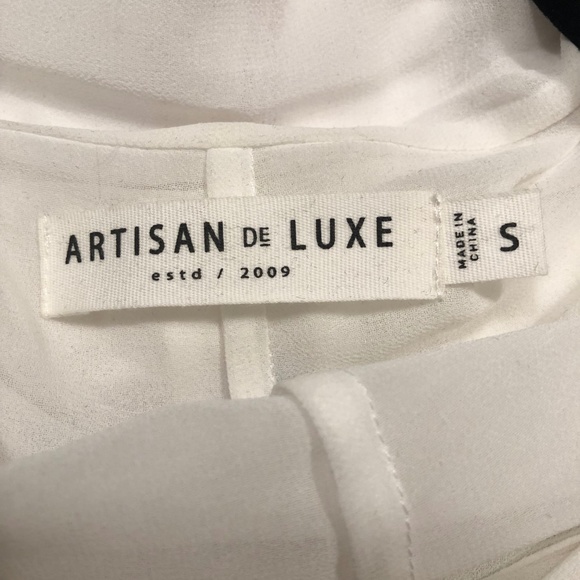 ARTISAN DE LUXE
estd / 2009
MADE IN
CHINA
S